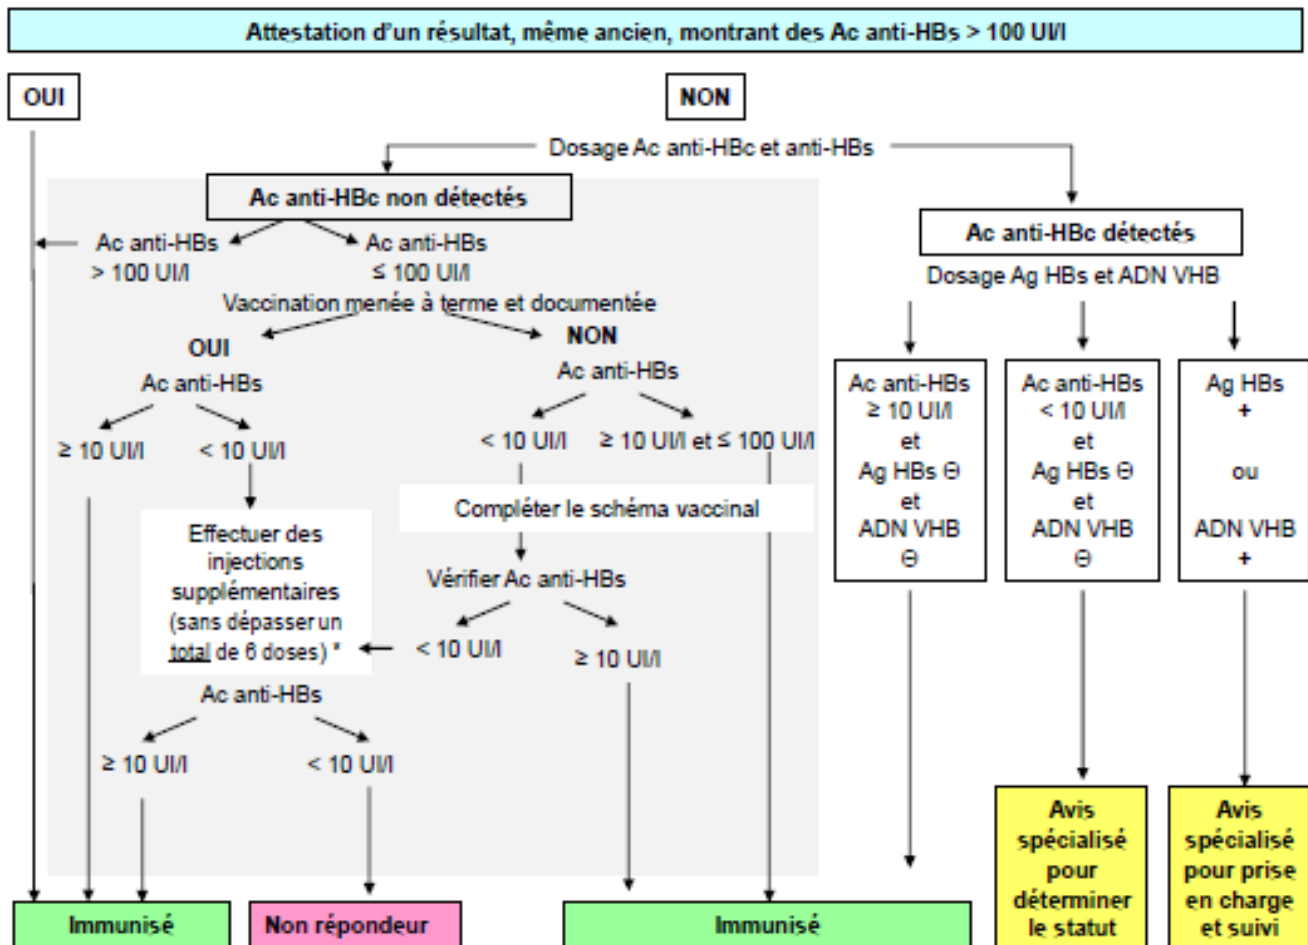 Attestation d'un résultat, même ancien, montrant des Ac anti-HBs > 100 UI/l
OUI
NON
Dosage Ac anti-HBc et anti-HBs
Ac anti-HBc non détectés
Ac anti-HBc détectés
Ac anti-HBs
> 100 UI/l
Ac anti-HBs
≤ 100 UI/l
Dosage Ag HBs et ADN VHB
Vaccination menée à terme et documentée
OUI
NON
Ac anti-HBs
Ac anti-HBs
≥ 10 UI/l
< 10 UI/l
< 10 UI/l
≥ 10 UI/l et ≤ 100 UI/l
Ac anti-HBs
≥ 10 UI/l
et
Ag HBs Θ
et
ADN VHB
Θ
Ac anti-HBs
< 10 UI/l
et
Ag HBs Θ
et
ADN VHB
Θ
Ag HBs
+
ou
ADN VHB
+
Compléter le schéma vaccinal
Effectuer des
injections
supplémentaires
(sans dépasser un
total de 6 doses) *
Vérifier Ac anti-HBs
< 10 UI/l
≥ 10 UI/l
Ac anti-HBs
≥ 10 UI/l
< 10 UI/l
Immunisé
Non répondeur
Immunisé
Avis
spécialisé
pour
déterminer
le statut
Avis
spécialisé
pour prise
en charge
et suivi